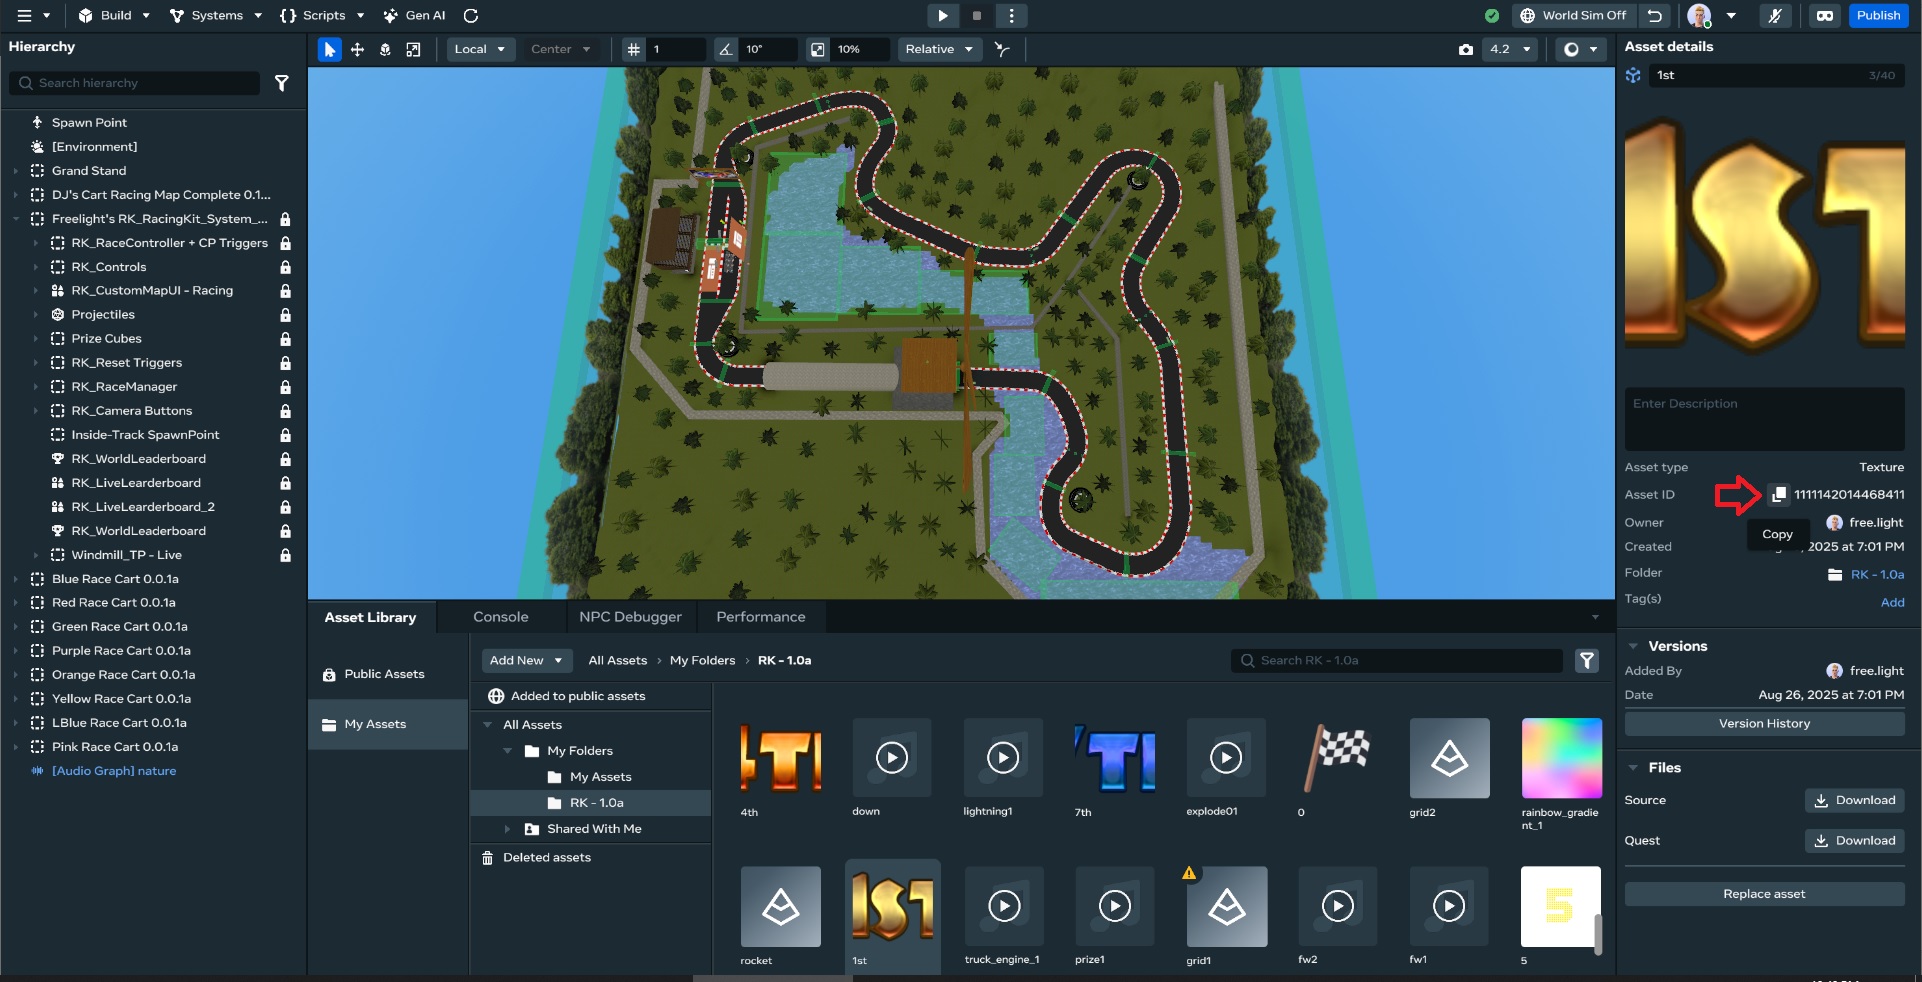 Build
Systems
Scripts
Gen AI
World Sim Off
Publish
Hierarchy
Local
Center
1
10°
10%
Relative
4.2
Asset details
Search hierarchy
1st
3/40
Spawn Point
[Environment]
Grand Stand
DJ's Cart Racing Map Complete 0.1...
Freelight's RK_RacingKit_System_...
RK_RaceController + CP Triggers
RK_Controls
RK_CustomMapUI - Racing
Projectiles
Prize Cubes
RK_Reset Triggers
RK_RaceManager
RK_Camera Buttons
Inside-Track SpawnPoint
RK_WorldLeaderboard
RK_LiveLearderboard
RK_LiveLearderboard_2
RK_WorldLeaderboard
Windmill_TP - Live
Blue Race Cart 0.0.1a
Red Race Cart 0.0.1a
Green Race Cart 0.0.1a
Purple Race Cart 0.0.1a
Orange Race Cart 0.0.1a
Yellow Race Cart 0.0.1a
LBlue Race Cart 0.0.1a
Pink Race Cart 0.0.1a
[Audio Graph] nature
1ST
Enter Description
Asset type
Texture
Asset ID
1111142014468411
Owner
free.light
Copy
Created
2025 at 7:01 PM
Folder
RK - 1.0a
Tag(s)
Add
Versions
Added By
free.light
Date
Aug 26, 2025 at 7:01 PM
Version History
Files
Source
Download
Quest
Download
Replace asset
Asset Library
Console
NPC Debugger
Performance
Public Assets
My Assets
Add New
All Assets > My Folders > RK - 1.0a
Search RK - 1.0a
Added to public assets
All Assets
My Folders
My Assets
RK - 1.0a
Shared With Me
Deleted assets
4th
down
lightning1
7th
explode01
0
grid2
rainbow_gradie
nt_1
1ST
5
rocket
1st
truck_engine_1
prize1
grid1
fw2
fw1
5